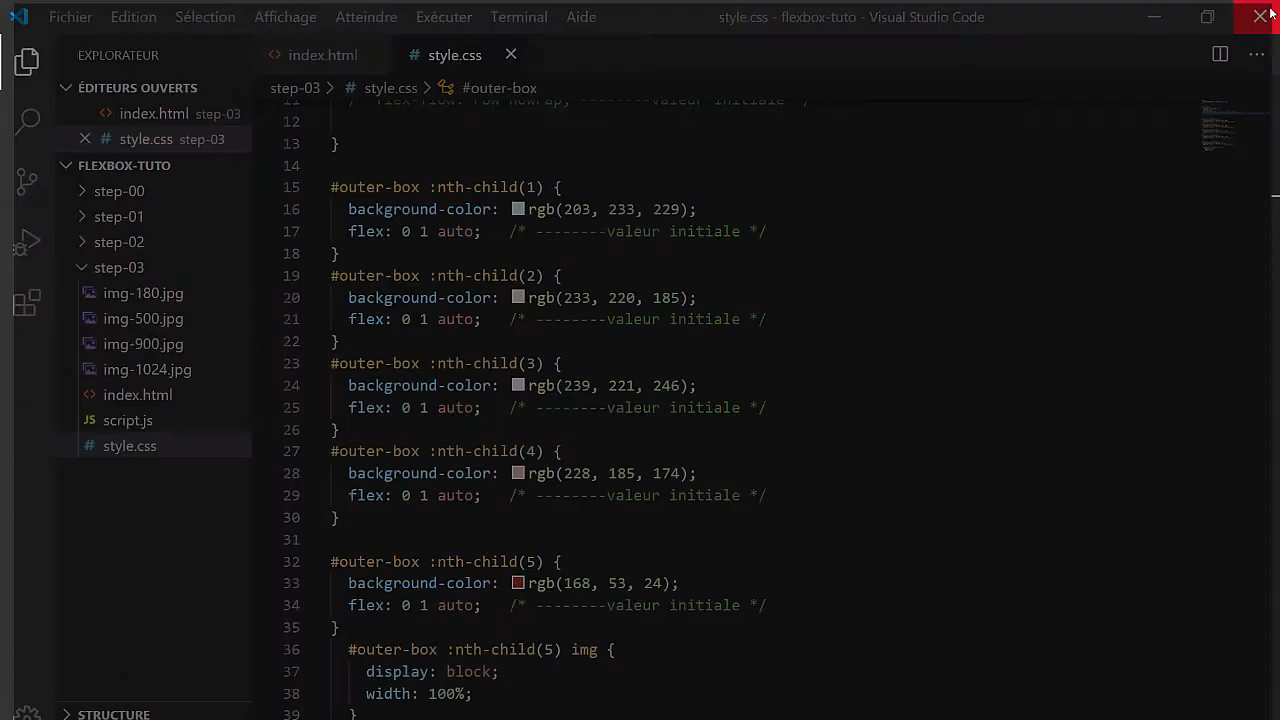 Fichier Edition Sélection Affichage Atteindre Exécuter Terminal Aide style.css - flexbox-tuto - Visual Studio Code
EXPLORATEUR
index.html
# style.css
ÉDITEURS OUVERTS
index.html step-03
# style.css step-03
FLEXBOX-TUTO
step-00
step-01
step-02
step-03
img-180.jpg
img-500.jpg
img-900.jpg
img-1024.jpg
index.html
JS script.js
# style.css
STRUCTURE
step-03 > # style.css > #outer-box
11 /* flex-flow: row nowrap, --------valeur initiale */
12
13 }
14
15 #outer-box :nth-child(1) {
16 background-color: rgb(203, 233, 229);
17 flex: 0 1 auto; /* --------valeur initiale */
18 }
19 #outer-box :nth-child(2) {
20 background-color: rgb(233, 220, 185);
21 flex: 0 1 auto; /* --------valeur initiale */
22 }
23 #outer-box :nth-child(3) {
24 background-color: rgb(239, 221, 246);
25 flex: 0 1 auto; /* --------valeur initiale */
26 }
27 #outer-box :nth-child(4) {
28 background-color: rgb(228, 185, 174);
29 flex: 0 1 auto; /* --------valeur initiale */
30 }
31
32 #outer-box :nth-child(5) {
33 background-color: rgb(168, 53, 24);
34 flex: 0 1 auto; /* --------valeur initiale */
35 }
36 #outer-box :nth-child(5) img {
37 display: block;
38 width: 100%;
39 }